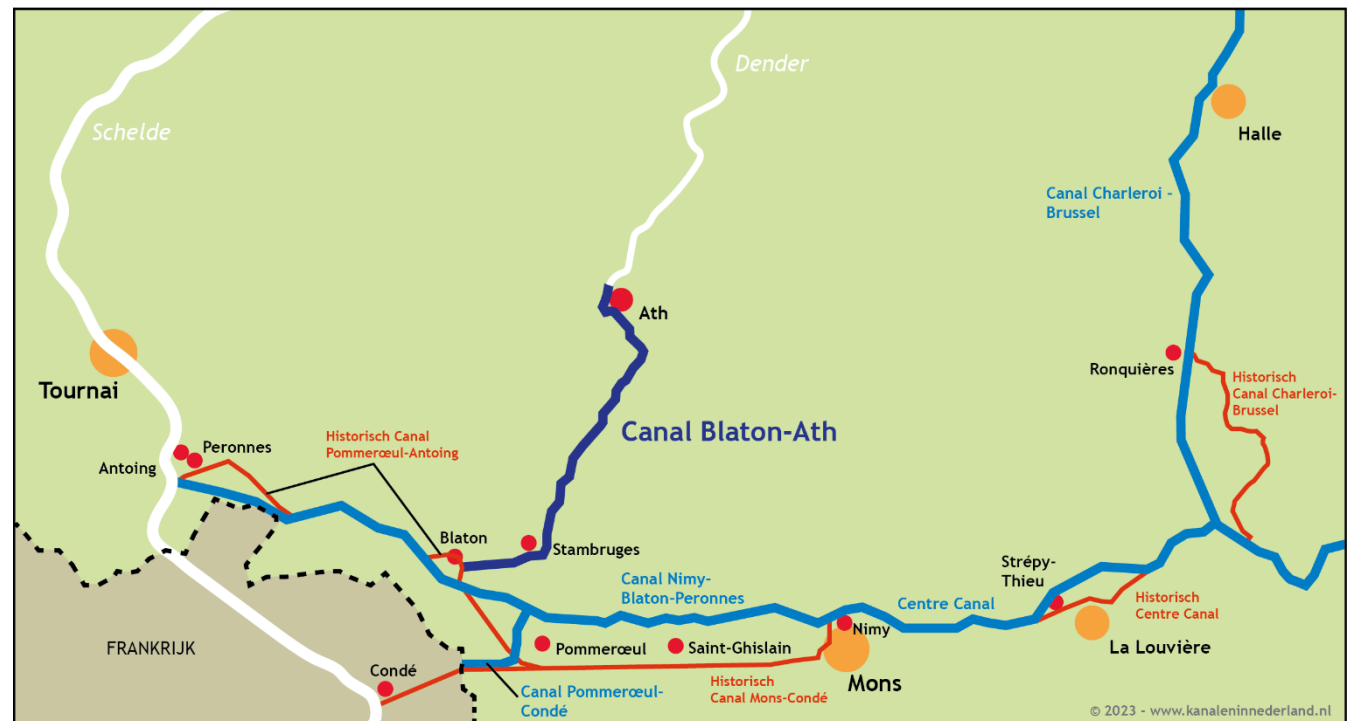 Schelde
Dender
Halle
Canal Charleroi -
Brussel
Ath
Tournai
Ronquières
Historisch
Canal Charleroi-
Brussel
Canal Blaton-Ath
Historisch Canal
Pommerœul-Antoing
Peronnes
Antoing
Blaton
Stambruges
Strépy-
Thieu
Canal Nimy-
Blaton-Peronnes
Centre Canal
Historisch
Centre Canal
Nimy
FRANKRIJK
Pommerœul
Saint-Ghislain
La Louvière
Condé
Mons
Historisch
Canal Mons-Condé
Canal Pommerœul-
Condé
© 2023 - www.kanaleninnederland.nl